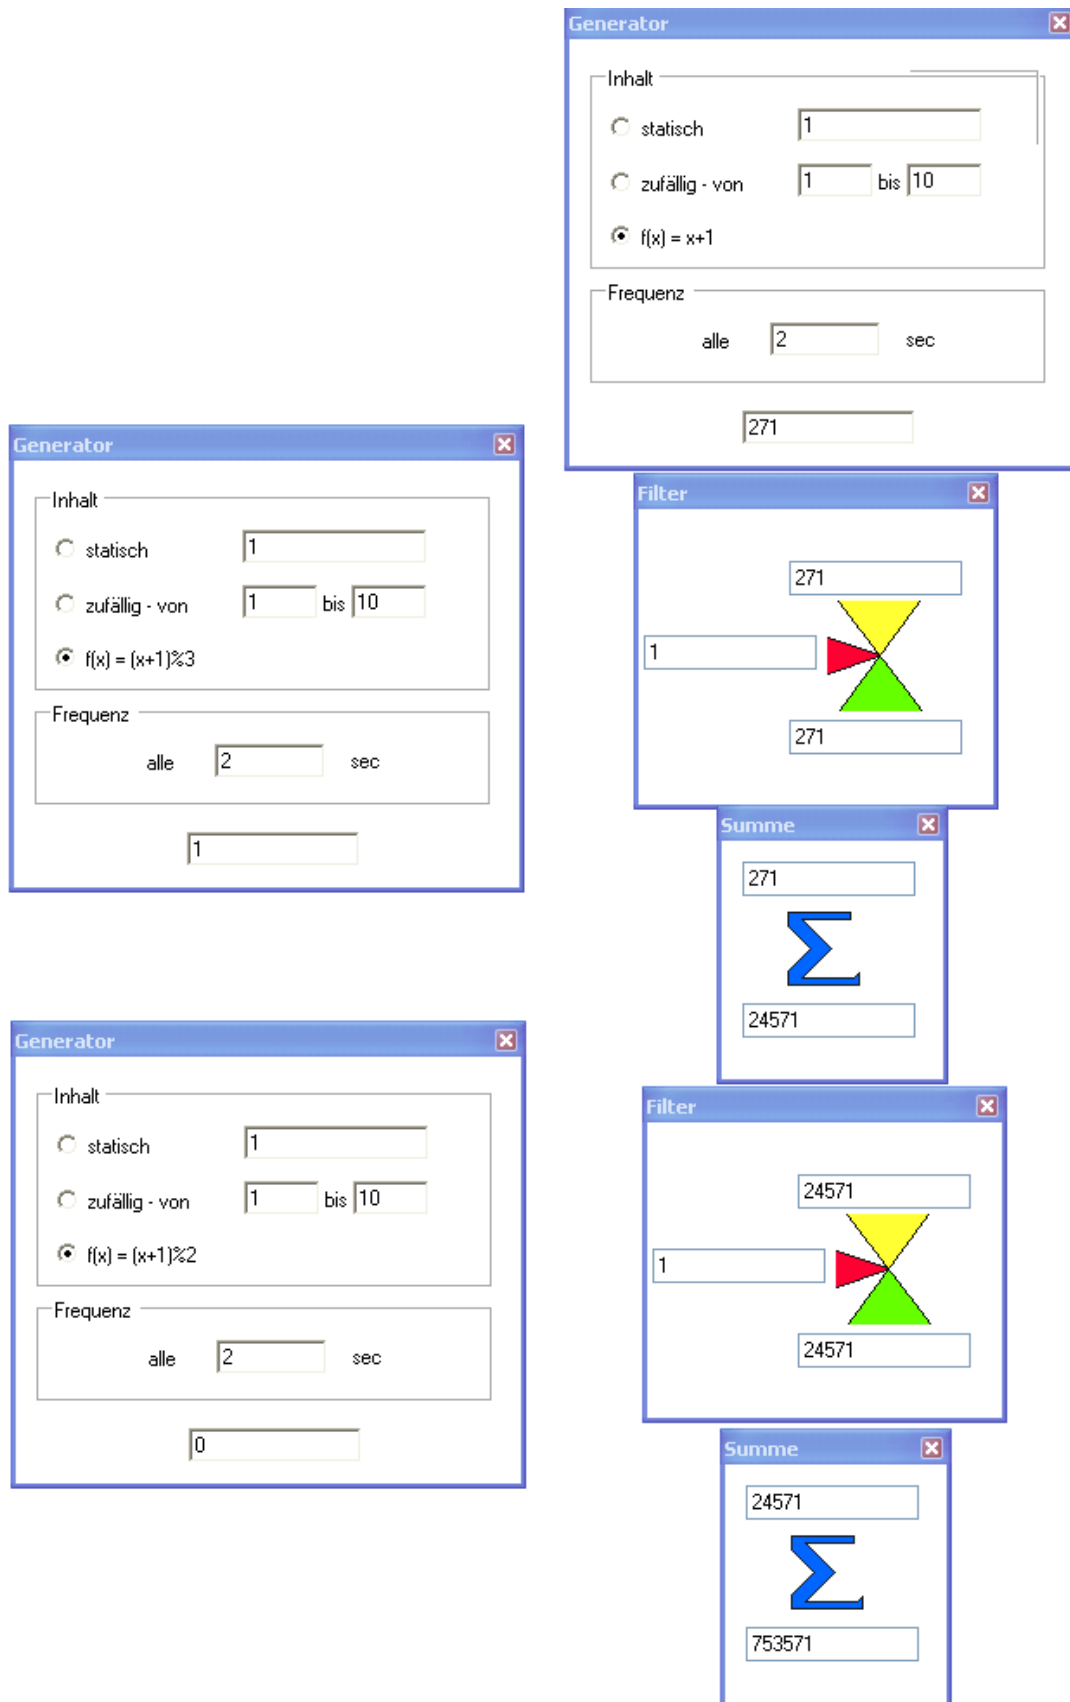 Generator
Inhalt
statisch 1
zufällig - von 1 bis 10
f(x) = x+1
Frequenz
alle 2 sec
271
Generator
Inhalt
statisch 1
zufällig - von 1 bis 10
f(x) = (x+1)%3
Frequenz
alle 2 sec
1
Filter
271
1
271
Summe
271
24571
Generator
Inhalt
statisch 1
zufällig - von 1 bis 10
f(x) = (x+1)%2
Frequenz
alle 2 sec
0
Filter
24571
1
24571
Summe
24571
753571